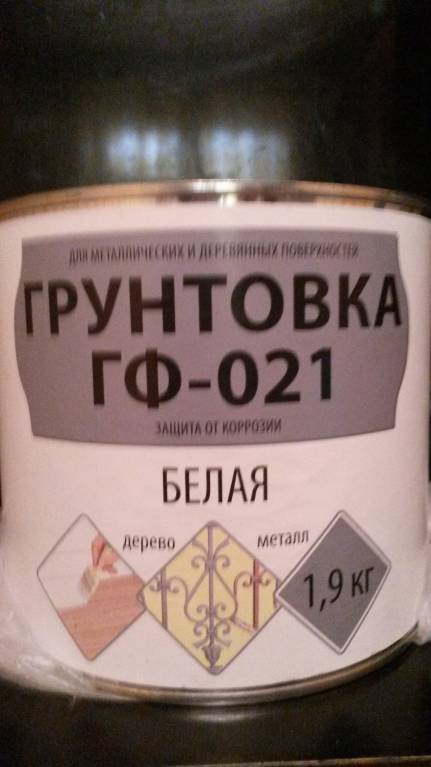 ДЛЯ МЕТАЛЛИЧЕСКИХ И ДЕРЕВЯННЫХ ПОВЕРХНОСТЕЙ
ГРУНТОВКА
ГФ-021
ЗАЩИТА ОТ КОРРОЗИИ
БЕЛАЯ
дерево
металл
1,9 КГ